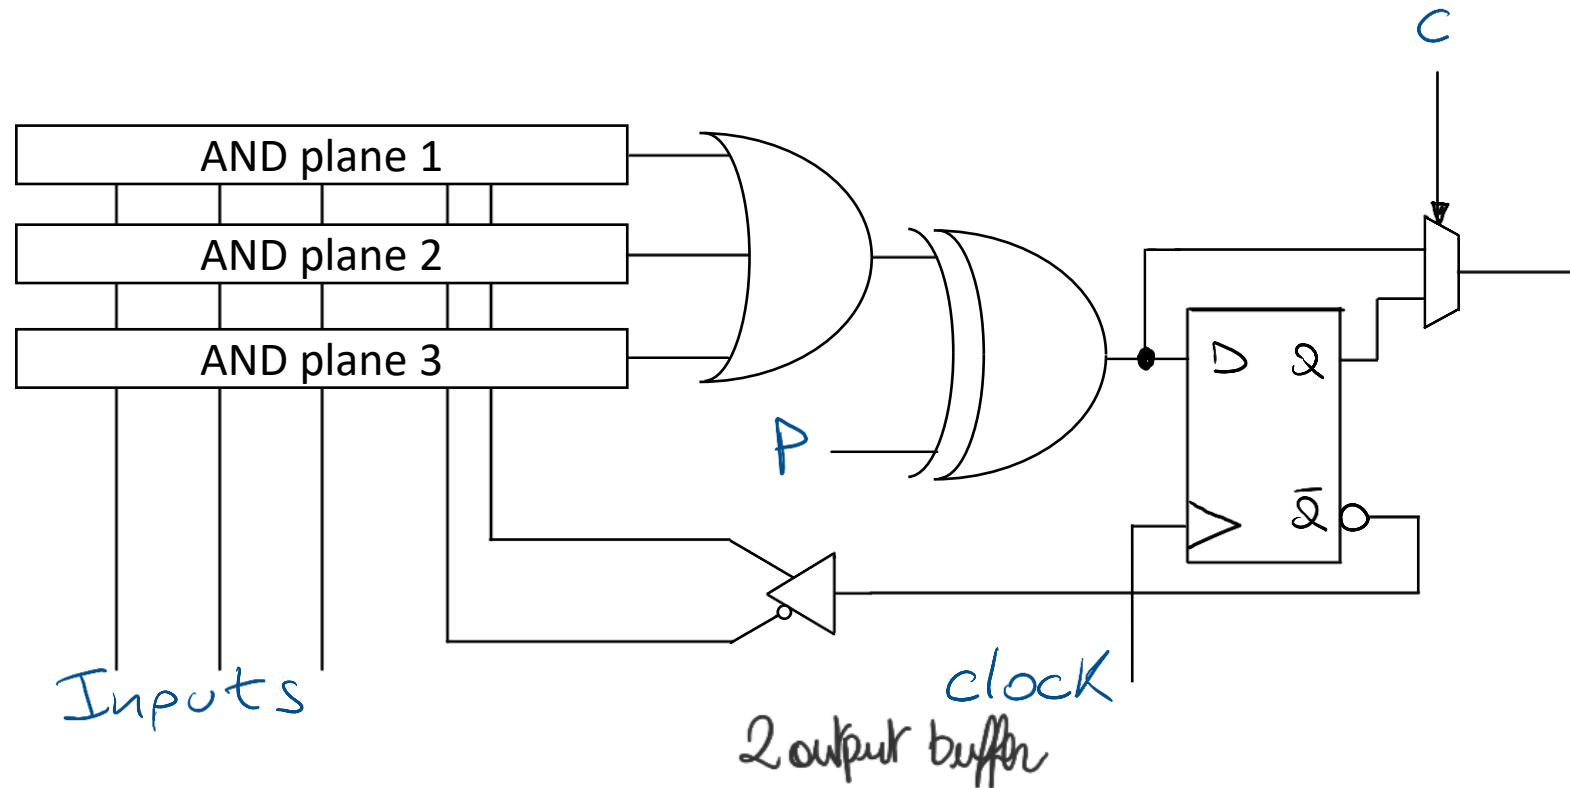 C
AND plane 1
AND plane 2
AND plane 3
P
D Q
Q̅
Inputs
clock
2 output buffer